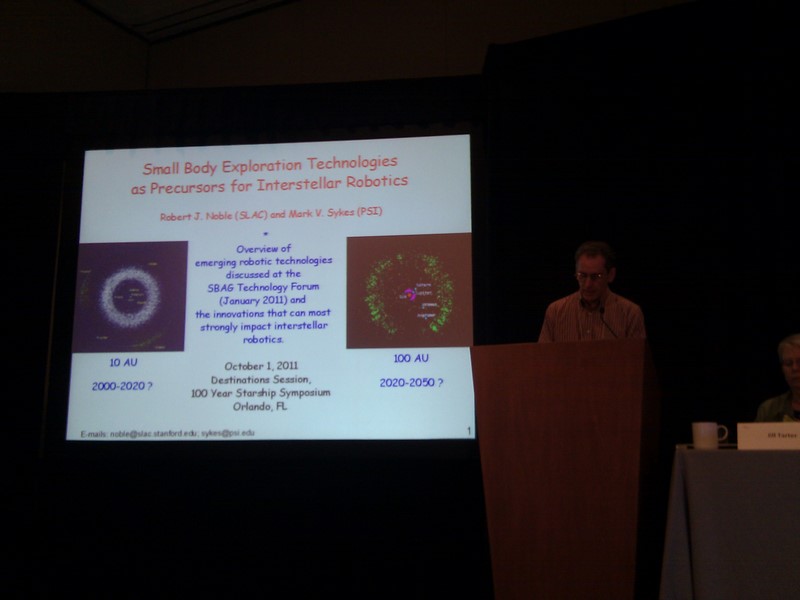 Small Body Exploration Technologies
as Precursors for Interstellar Robotics
Robert J. Noble (SLAC) and Mark V. Sykes (PSI)
*
Overview of
emerging robotic technologies
discussed at the
SBAG Technology Forum
(January 2011) and
the innovations that can most
strongly impact interstellar
robotics.
10 AU
2000-2020 ?
100 AU
2020-2050 ?
October 1, 2011
Destinations Session,
100 Year Starship Symposium
Orlando, FL
E-mails: noble@slac.stanford.edu; sykes@psi.edu
1